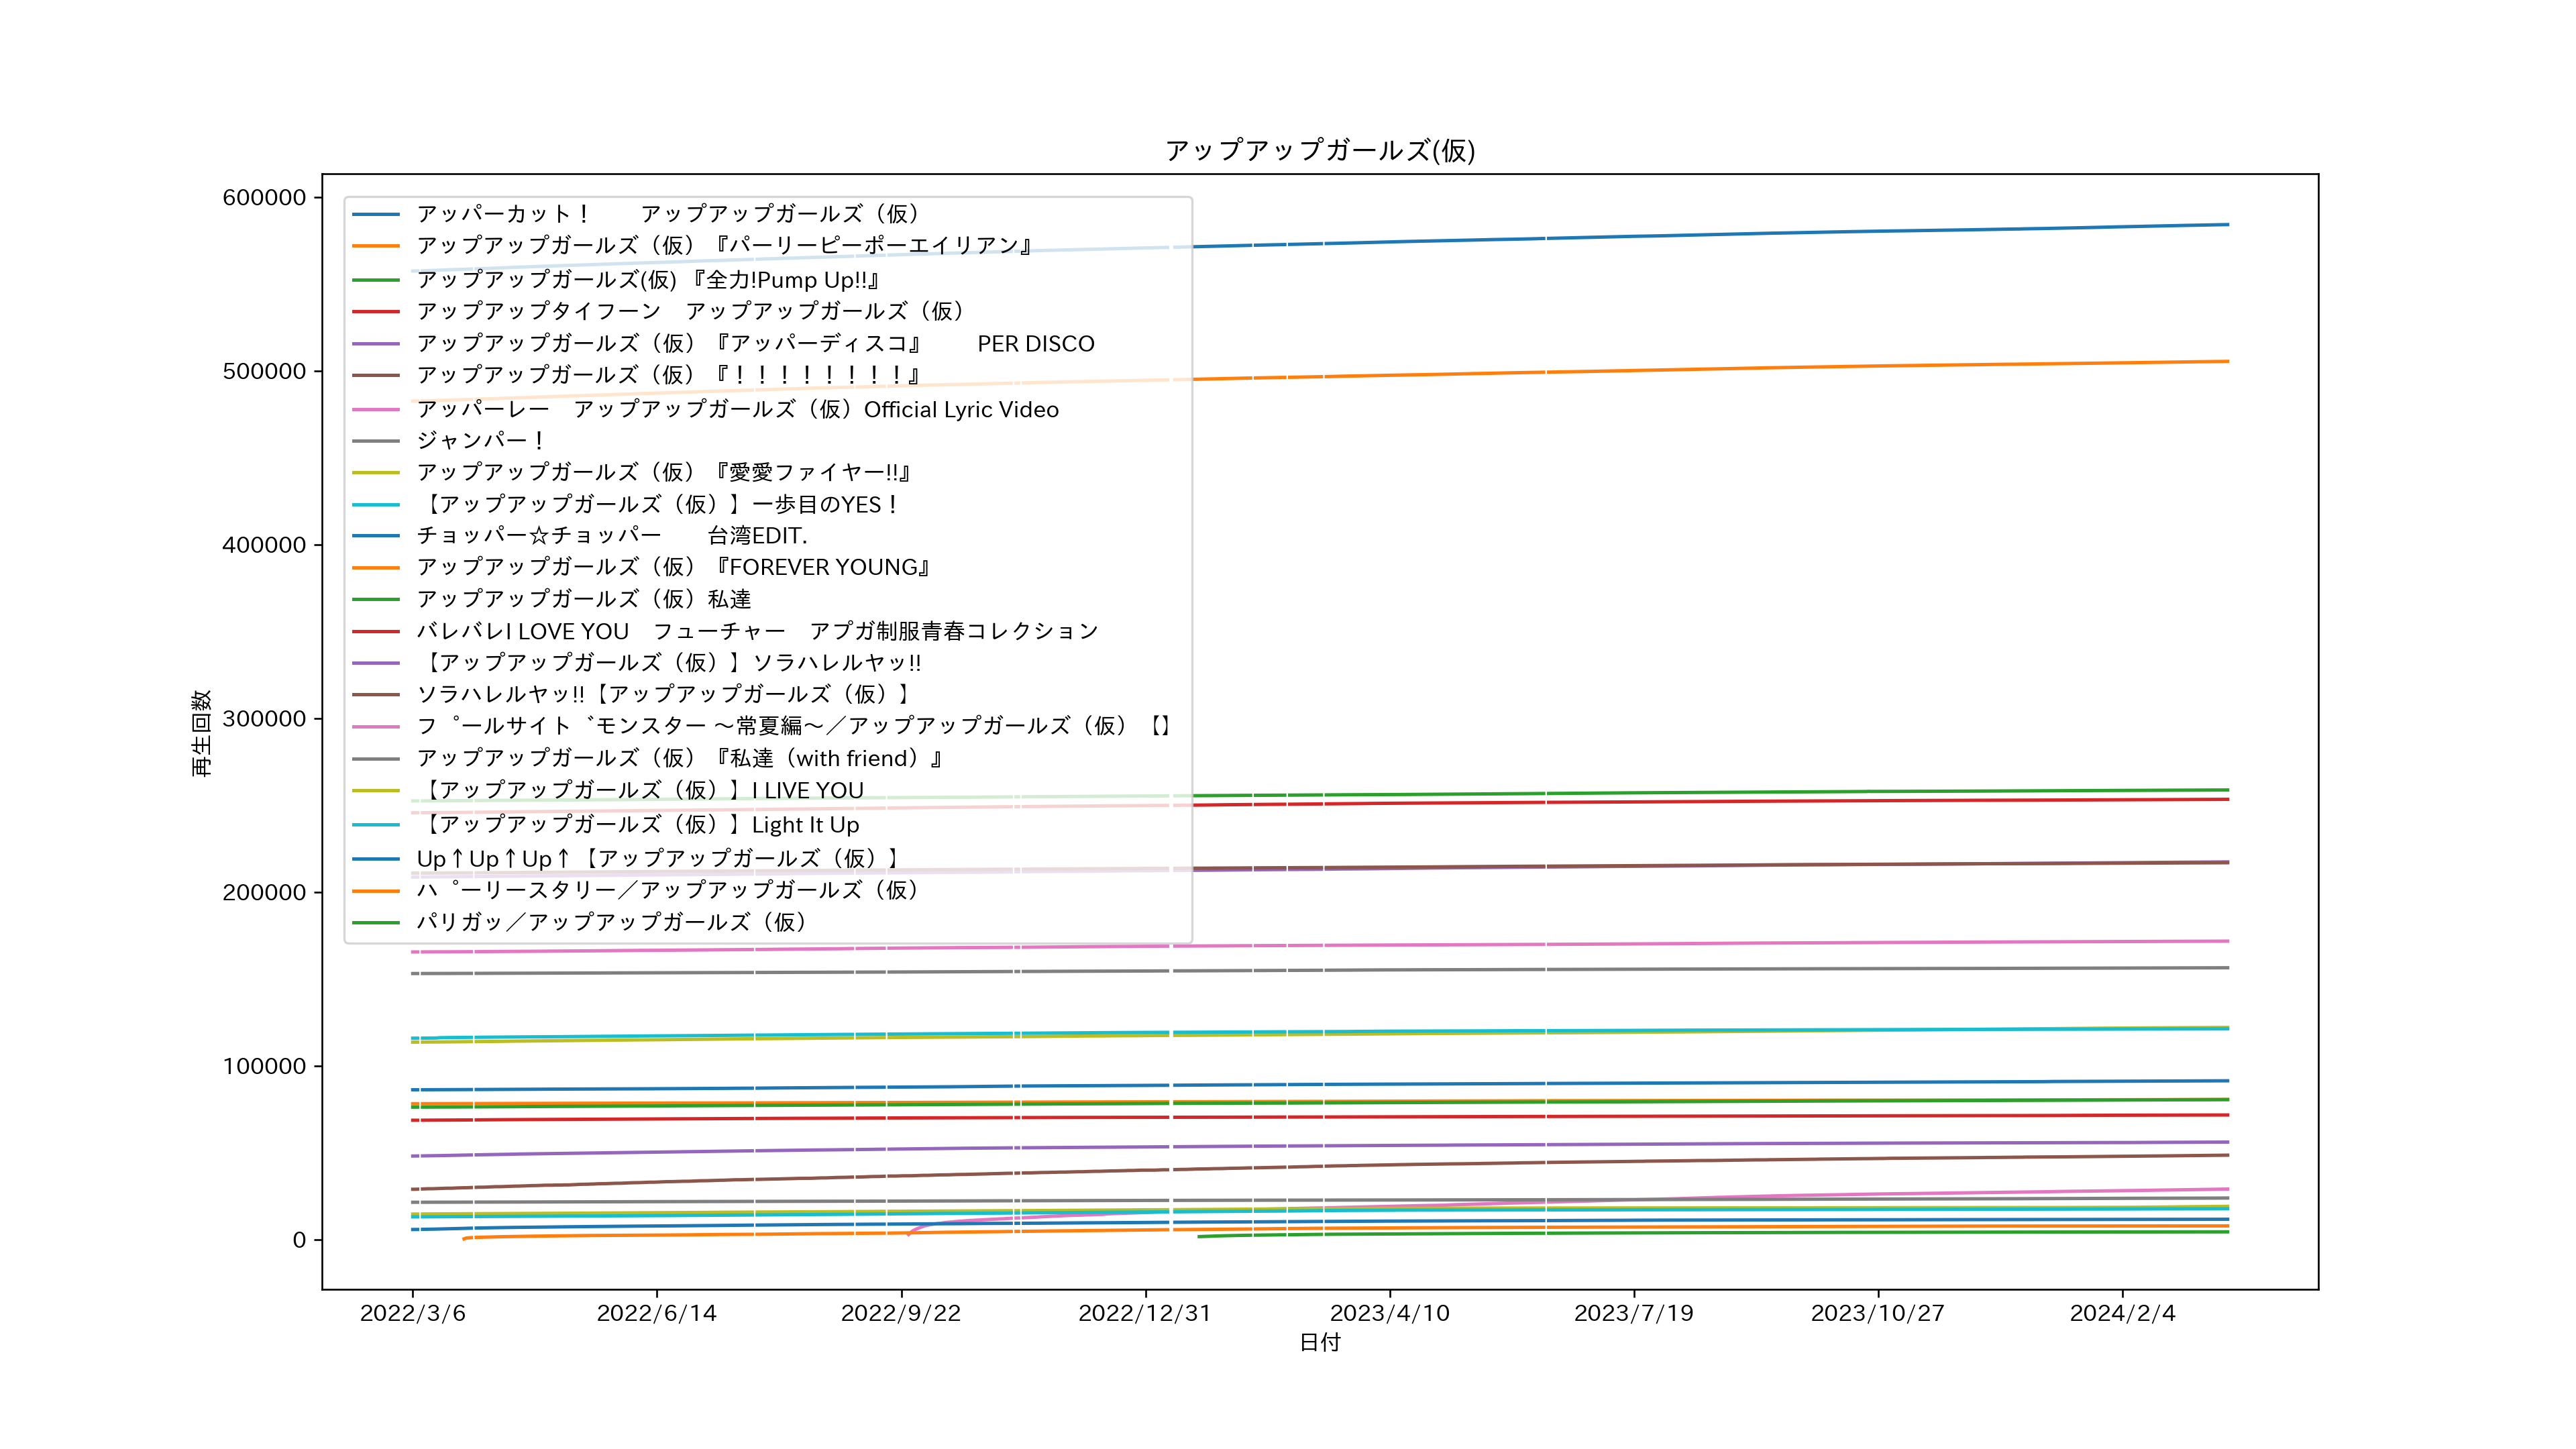 アップアップガールズ(仮)
600000
500000
400000
300000
200000
100000
0
再生回数
アッパーカット！　　アップアップガールズ（仮）
アップアップガールズ（仮）『パーリーピーポーエイリアン』
アップアップガールズ(仮) 『全力!Pump Up!!』
アップアップタイフーン　アップアップガールズ（仮）
アップアップガールズ（仮）『アッパーディスコ』　　PER DISCO
アップアップガールズ（仮）『！！！！！！！！』
アッパーレー　アップアップガールズ（仮）Official Lyric Video
ジャンパー！
アップアップガールズ（仮）『愛愛ファイヤー!!』
【アップアップガールズ（仮）】一歩目のYES！
チョッパー☆チョッパー　　台湾EDIT.
アップアップガールズ（仮）『FOREVER YOUNG』
アップアップガールズ（仮）私達
バレバレI LOVE YOU　フューチャー　アプガ制服青春コレクション
【アップアップガールズ（仮）】ソラハレルヤッ!!
ソラハレルヤッ!!【アップアップガールズ（仮）】
フ゜ールサイト゛モンスター ～常夏編～／アップアップガールズ（仮）【】
アップアップガールズ（仮）『私達（with friend）』
【アップアップガールズ（仮）】I LIVE YOU
【アップアップガールズ（仮）】Light It Up
Up↑Up↑Up↑【アップアップガールズ（仮）】
ハ゜ーリースタリー／アップアップガールズ（仮）
パリガッ／アップアップガールズ（仮）
2022/3/6
2022/6/14
2022/9/22
2022/12/31
2023/4/10
2023/7/19
2023/10/27
2024/2/4
日付